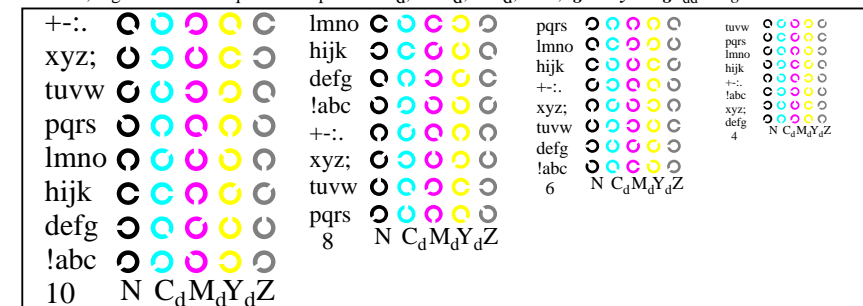 +-:.
xyz;
tuvw
pqrs
lmno
hijk
defg
!abc
10 N CdMdYdZ
lmno
hijk
defg
!abc
+-:.
xyz;
tuvw
pqrs
8 N CdMdYdZ
pqrs
lmno
hijk
+-:.
xyz;
tuvw
defg
!abc
6 N CdMdYdZ
tuvw
pqrs
lmno
hijk
+-:.
!abc
xyz;
defg
4 N CdMdYdZ